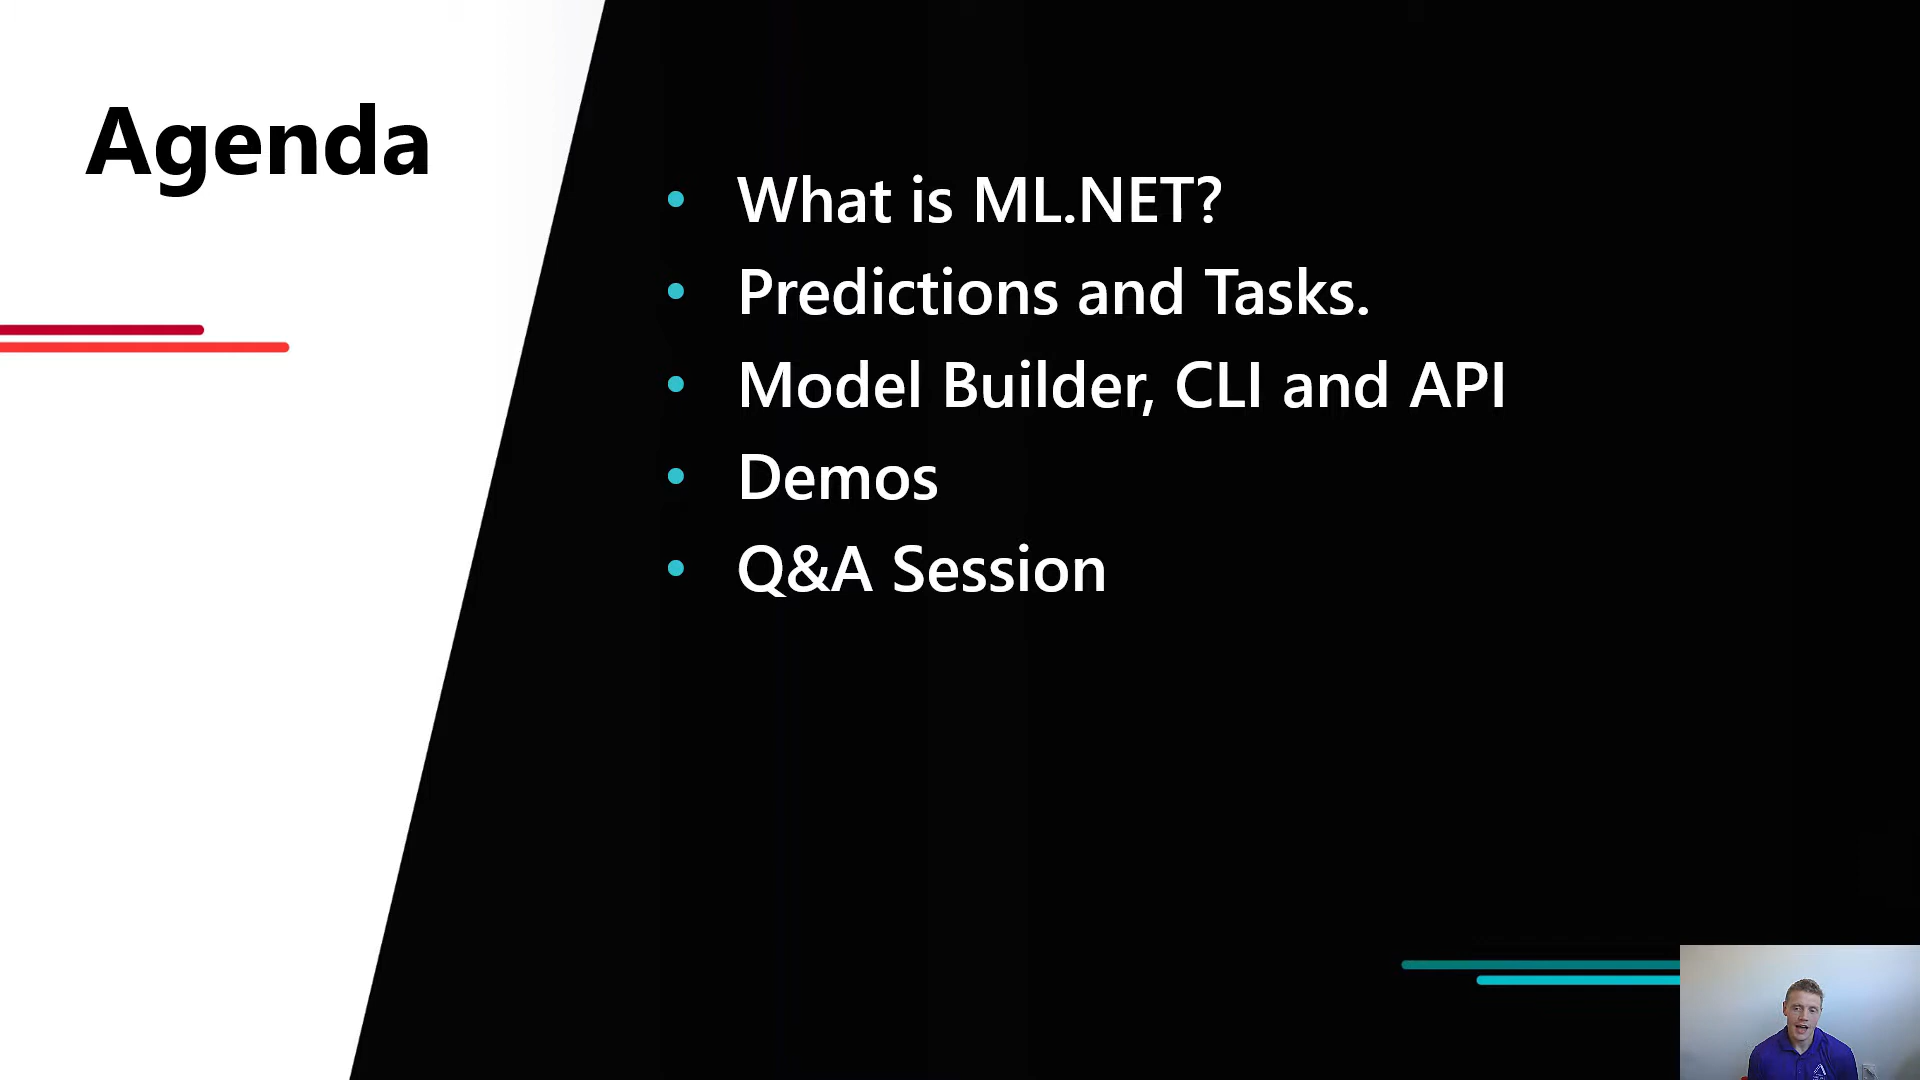 Agenda
What is ML.NET?
Predictions and Tasks.
Model Builder, CLI and API
Demos
Q&A Session